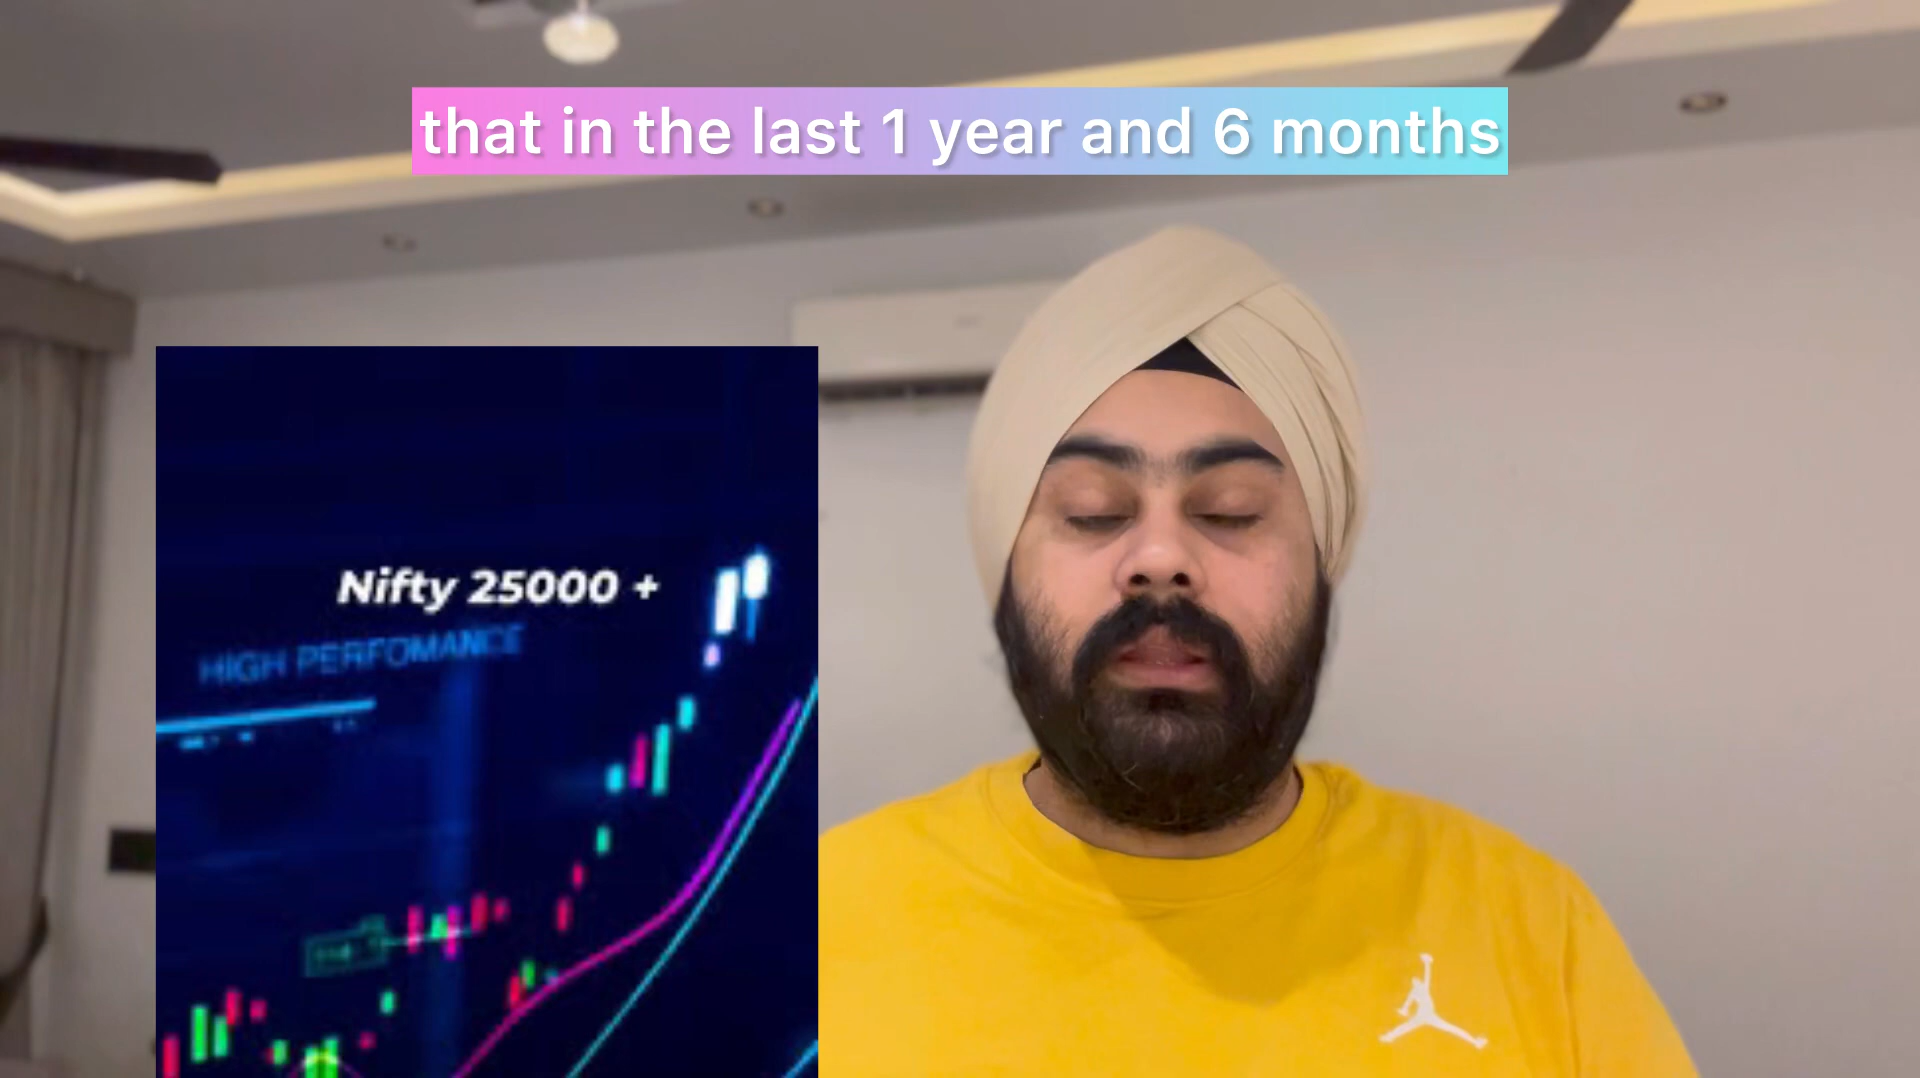 that in the last 1 year and 6 months
Nifty 25000 +
HIGH PERFOMANCE